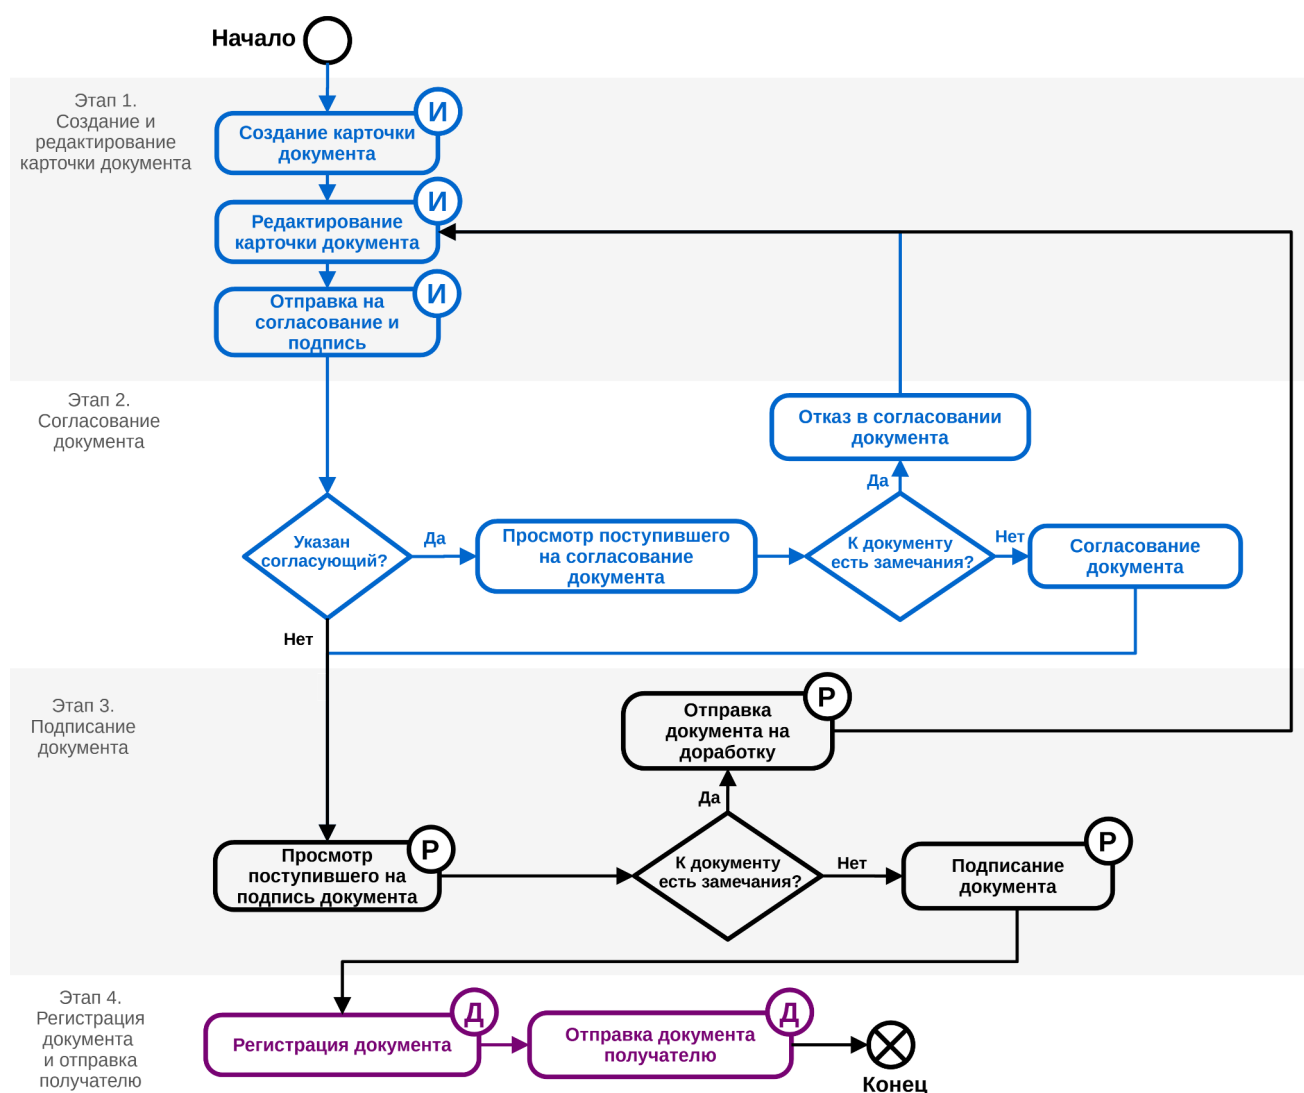 Начало
Этап 1.
Создание и
редактирование
карточки документа
И
Создание карточки
документа
И
Редактирование
карточки документа
И
Отправка на
согласование и
подпись
Этап 2.
Согласование
документа
Отказ в согласовании
документа
Да
Указан
согласующий?
Да
Просмотр поступившего
на согласование
документа
К документу
есть замечания?
Нет
Согласование
документа
Нет
Этап 3.
Подписание
документа
Р
Отправка
документа на
доработку
Да
Р
Просмотр
поступившего на
подпись документа
К документу
есть замечания?
Нет
Р
Подписание
документа
Этап 4.
Регистрация
документа
и отправка
получателю
Д
Регистрация документа
Д
Отправка документа
получателю
Конец